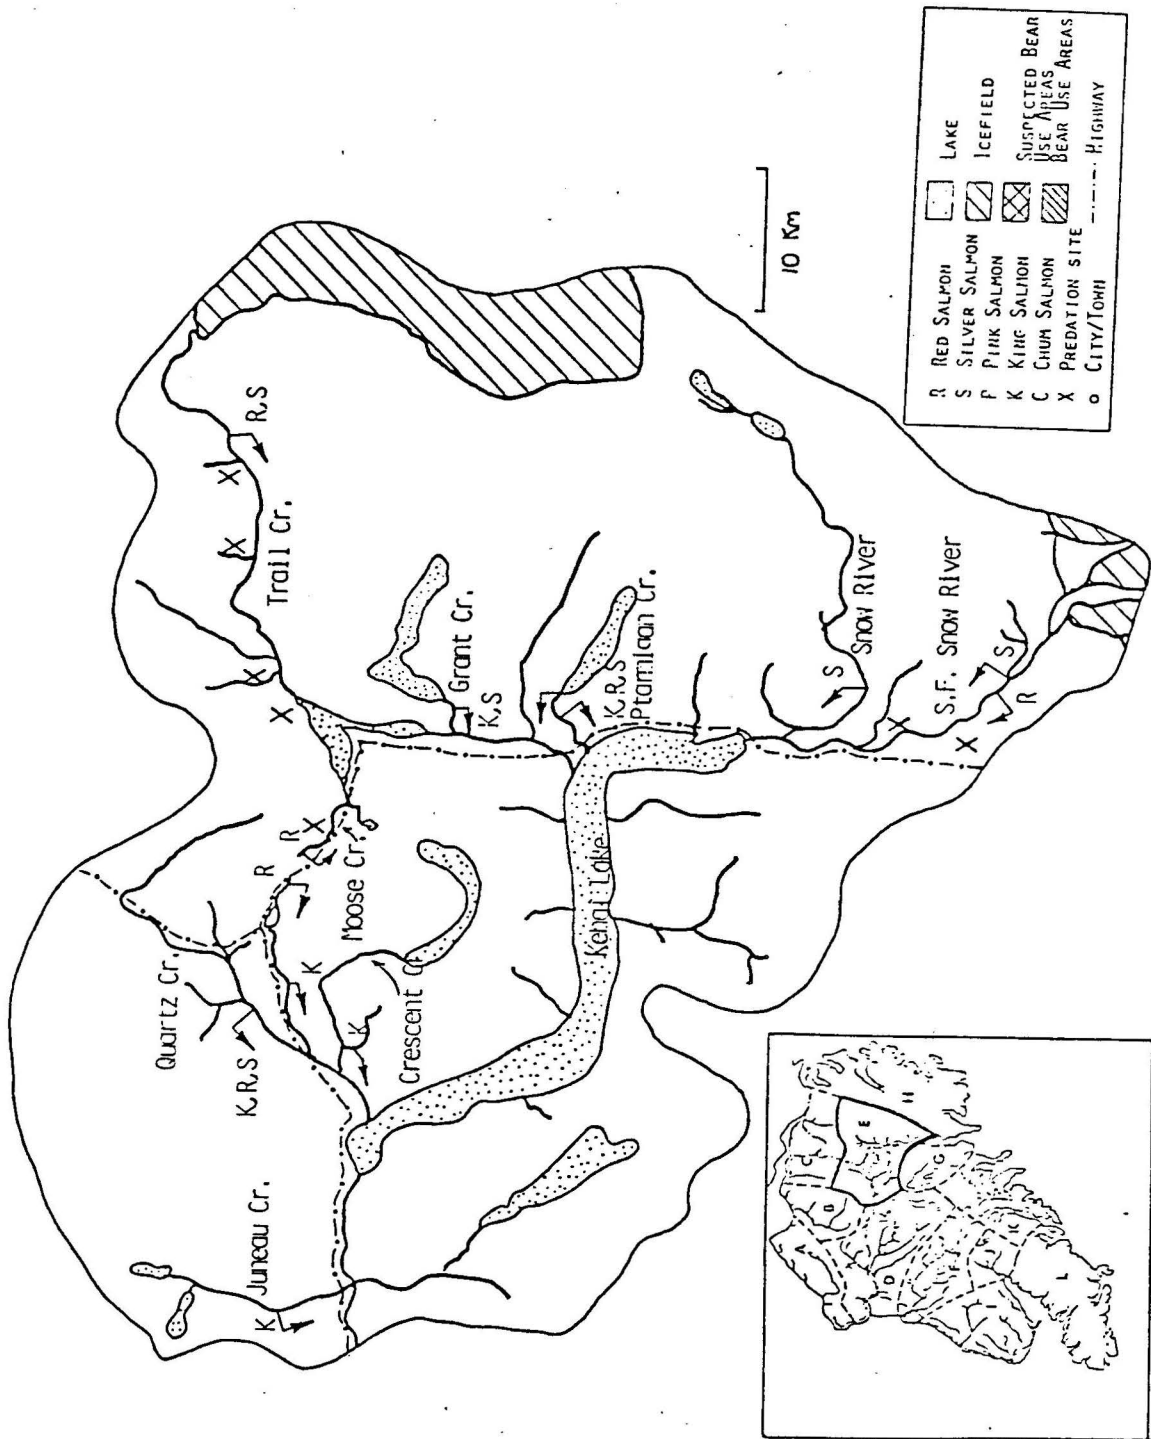 Juneau Cr.
K
Quartz Cr.
K,R,S
K
R
R
X
Moose Cr.
K
Crescent Cr.
Kenai Lake
X
X
X
X
Trail Cr.
R,S
Grant Cr.
K,S
K,R,S
Ptarmigan Cr.
S
Snow River
X
S.F. Snow River
X
S
R
10 Km
R RED SALMON
S SILVER SALMON
P PINK SALMON
K KING SALMON
C CHUM SALMON
X PREDATION SITE
o CITY/TOWN
LAKE
ICEFIELD
SUSPECTED BEAR
USE AREAS
BEAR USE AREAS
HIGHWAY
A
B
C
D
E
F
G
H
I
L